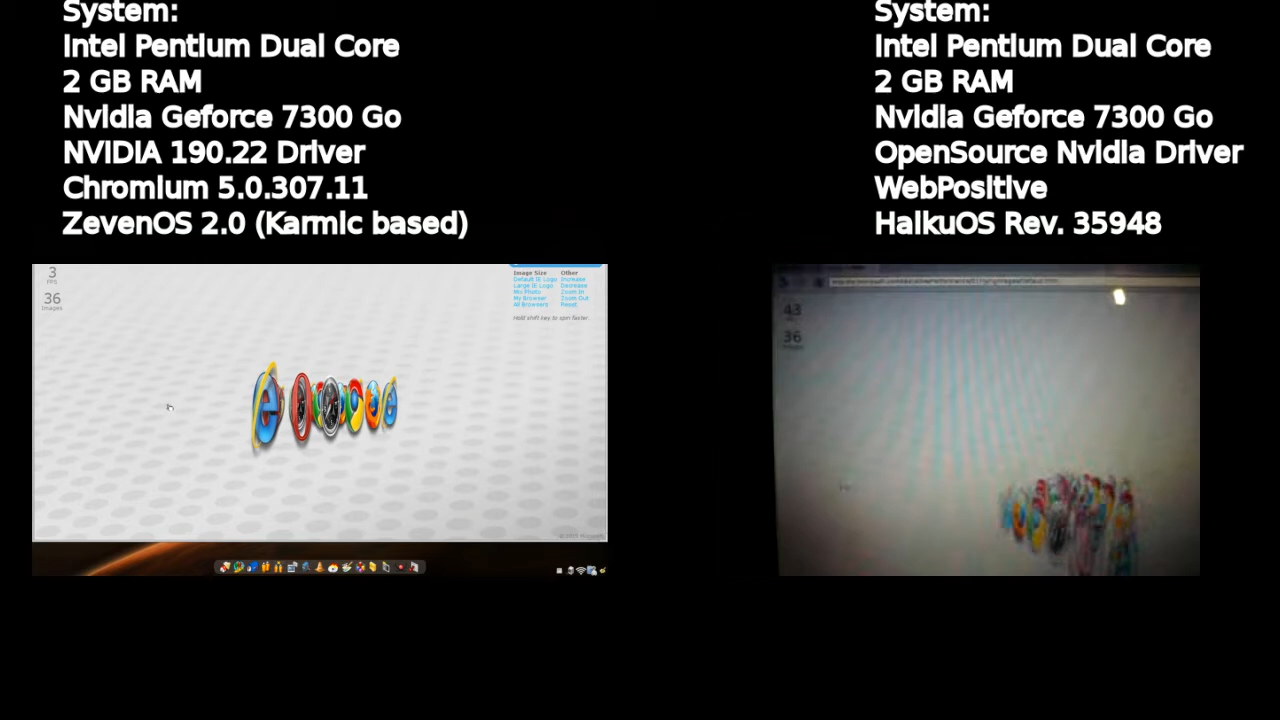 System:
Intel Pentium Dual Core
2 GB RAM
Nvidia Geforce 7300 Go
NVIDIA 190.22 Driver
Chromium 5.0.307.11
ZevenOS 2.0 (Karmic based)
System:
Intel Pentium Dual Core
2 GB RAM
Nvidia Geforce 7300 Go
OpenSource Nvidia Driver
WebPositive
HaikuOS Rev. 35948
3
FPS
36
Images
Image Size
Default IE Logo
Large IE Logo
My Browser
All Browsers
Other
Increase
Decrease
Zoom In
Zoom Out
Reset
Hold shift key to spin faster.
43
36